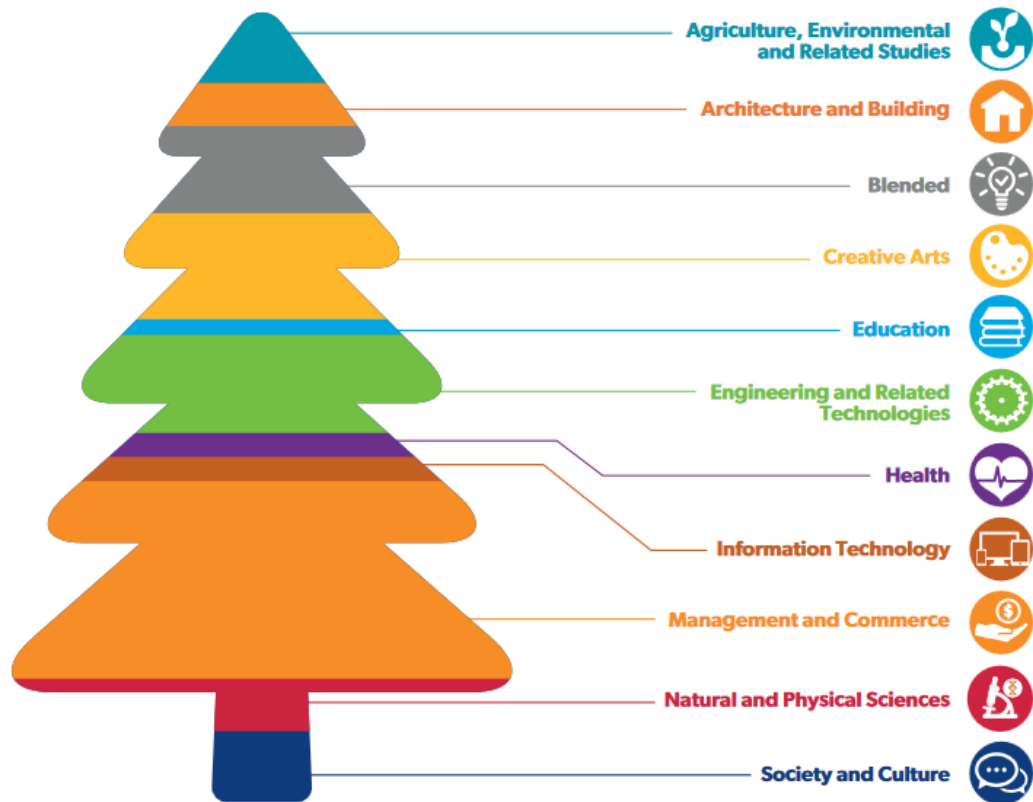 Agriculture, Environmental
and Related Studies
Architecture and Building
Blended
Creative Arts
Education
Engineering and Related
Technologies
Health
Information Technology
$
Management and Commerce
Natural and Physical Sciences
Society and Culture